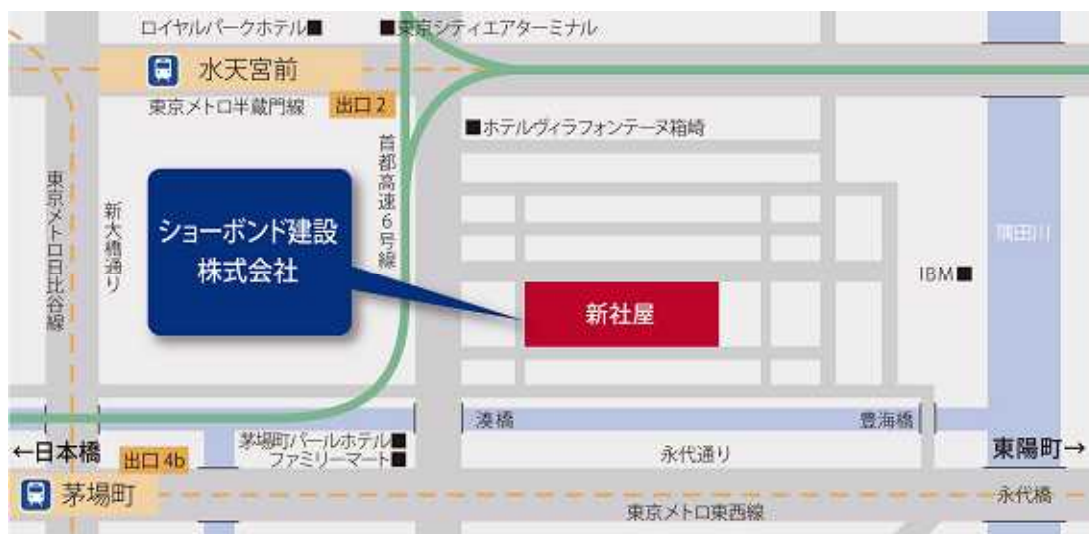 ロイヤルパークホテル■
■東京シティエアターミナル
水天宮前
東京メトロ半蔵門線
出口2
■ホテルヴィラフォンテーヌ箱崎
首都高速6号線
東京メトロ日比谷線
新大橋通り
ショーボンド建設
株式会社
隅田川
IBM■
新社屋
湊橋
豊海橋
←日本橋
出口4b
茅場町パールホテル■
ファミリーマート■
永代通り
東陽町→
茅場町
東京メトロ東西線
永代橋